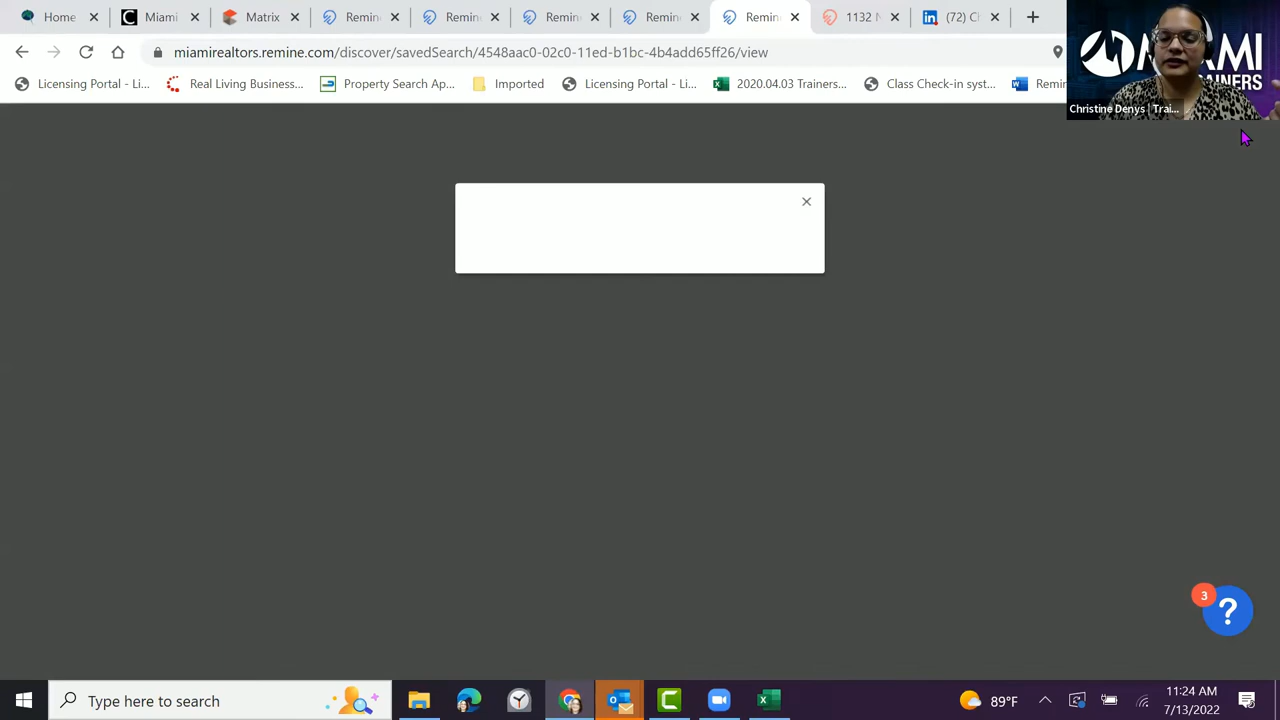 Home
Miami
Matrix
Remin
Remin
Remin
Remin
Remin
1132 N
(72) Cl
miamirealtors.remine.com/discover/savedSearch/4548aac0-02c0-11ed-b1bc-4b4add65ff26/view
Licensing Portal - Li...
Real Living Business...
Property Search Ap...
Importe
Licensing Portal - Li...
2020.04.03 Trainers...
Class Check-in syst...
Remin
Christine Denys | Trai...
3
?
Type here to search
89°F
11:24 AM
7/13/2022